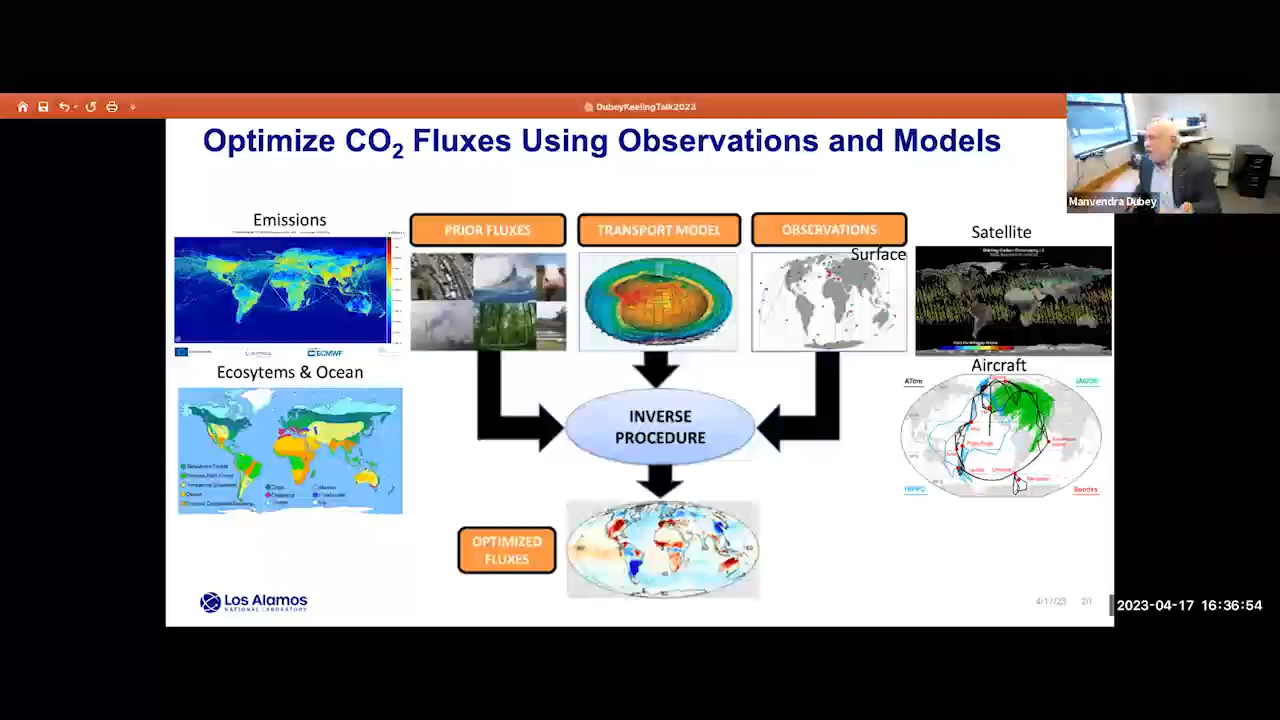 DubeyKeelingTalk2023
Optimize CO2 Fluxes Using Observations and Models
Manvendra Dubey
Emissions
PRIOR FLUXES
TRANSPORT MODEL
OBSERVATIONS
Surface
Satellite
ECMWF
Ecosytems & Ocean
Aircraft
ATom
HIPPO
INVERSE
PROCEDURE
OPTIMIZED
FLUXES
Los Alamos
NATIONAL LABORATORY
4/17/23
2023-04-17 16:36:54